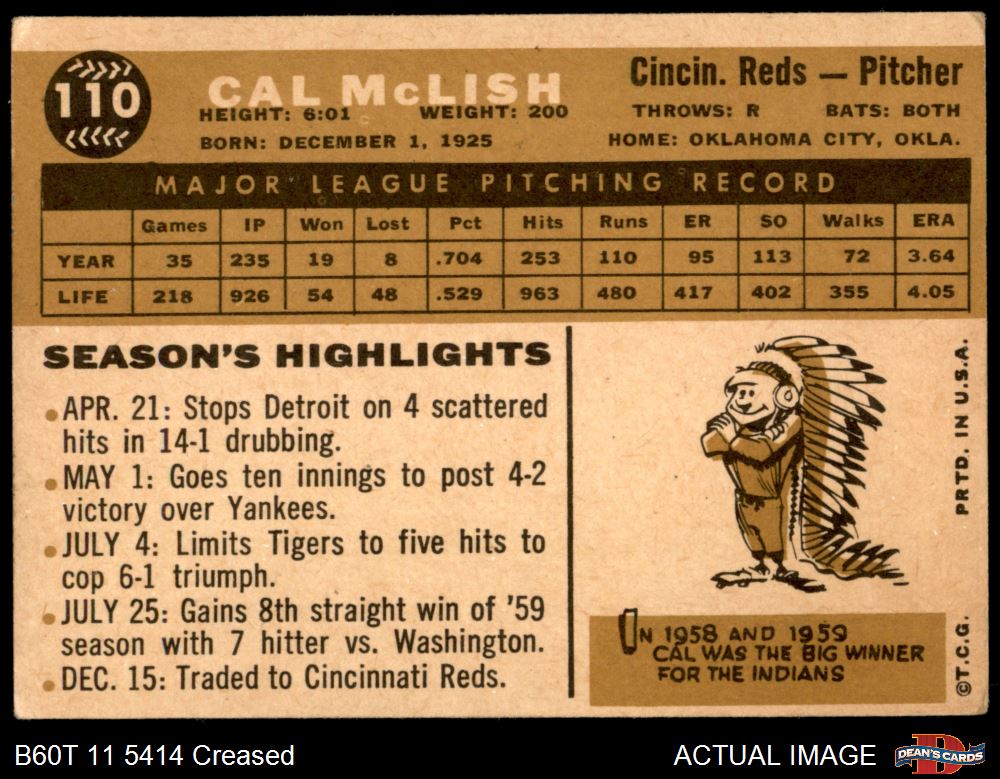 110
CAL McLISH
Cincin. Reds — Pitcher
HEIGHT: 6:01 WEIGHT: 200 THROWS: R BATS: BOTH
BORN: DECEMBER 1, 1925 HOME: OKLAHOMA CITY, OKLA.
MAJOR LEAGUE PITCHING RECORD
Games IP Won Lost Pct Hits Runs ER SO Walks ERA
YEAR 35 235 19 8 .704 253 110 95 113 72 3.64
LIFE 218 926 54 48 .529 963 480 417 402 355 4.05
SEASON'S HIGHLIGHTS
• APR. 21: Stops Detroit on 4 scattered
hits in 14-1 drubbing.
• MAY 1: Goes ten innings to post 4-2
victory over Yankees.
• JULY 4: Limits Tigers to five hits to
cop 6-1 triumph.
• JULY 25: Gains 8th straight win of '59
season with 7 hitter vs. Washington.
• DEC. 15: Traded to Cincinnati Reds.
IN 1958 AND 1959
CAL WAS THE BIG WINNER
FOR THE INDIANS
PRTD. IN U.S.A.
©T.C.G.
B60T 11 5414 Creased
ACTUAL IMAGE
D
DEAN'S CARDS